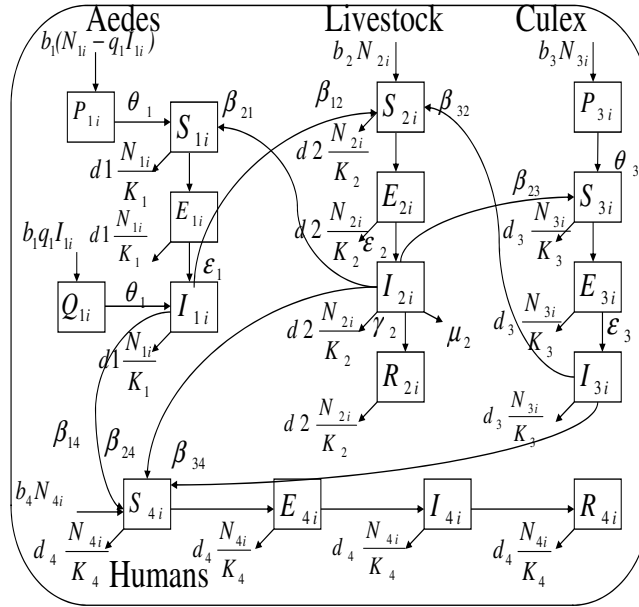 Aedes Livestock Culex
b₁(N₁ᵢ − q₁I₁ᵢ) b₂N₂ᵢ b₃N₃ᵢ
P₁ᵢ θ₁ S₁ᵢ β₂₁ β₁₂ S₂ᵢ β₃₂ P₃ᵢ
d1 N₁ᵢ/K₁ d2 N₂ᵢ/K₂ θ₃
E₁ᵢ E₂ᵢ β₂₃ S₃ᵢ
d1 N₁ᵢ/K₁ d2 N₂ᵢ/K₂ d₃ N₃ᵢ/K₃
b₁q₁I₁ᵢ ε₁ ε₂
Q₁ᵢ θ₁ I₁ᵢ I₂ᵢ E₃ᵢ
d1 N₁ᵢ/K₁ d2 N₂ᵢ/K₂ γ₂ μ₂ d₃ N₃ᵢ/K₃ ε₃
R₂ᵢ I₃ᵢ
d2 N₂ᵢ/K₂ d₃ N₃ᵢ/K₃
β₁₄ β₂₄ β₃₄
b₄N₄ᵢ S₄ᵢ E₄ᵢ I₄ᵢ R₄ᵢ
d₄ N₄ᵢ/K₄ d₄ N₄ᵢ/K₄ d₄ N₄ᵢ/K₄ d₄ N₄ᵢ/K₄
Humans